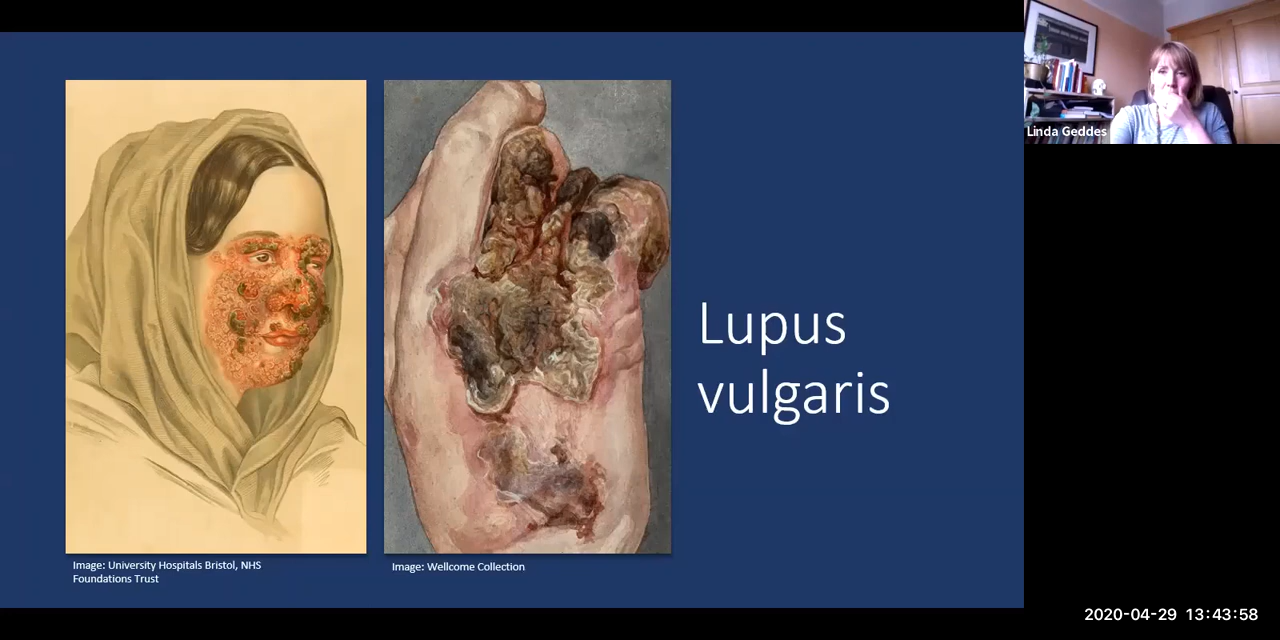 Linda Geddes
Lupus
vulgaris
Image: University Hospitals Bristol, NHS
Foundations Trust
Image: Wellcome Collection
2020-04-29 13:43:58